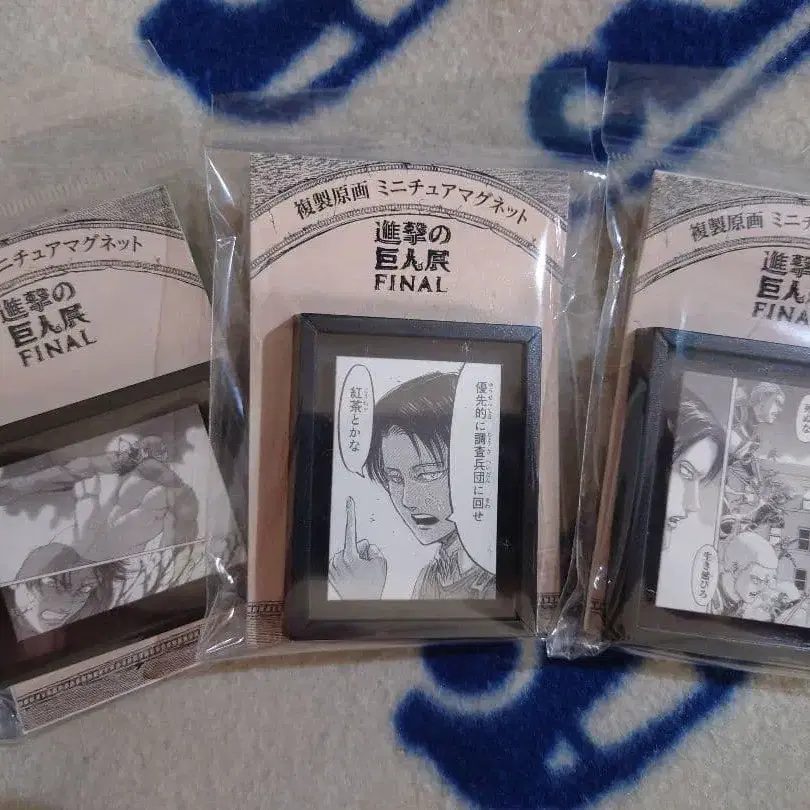 ニチュアマグネット
進撃の
巨人展
FINAL
複製原画 ミニチュアマグネット
進撃の
巨人展
FINAL
優先的に調査兵団に回せ
紅茶とかな
複製原画 ミニチ
進撃
巨人
FINA
生き延びろ